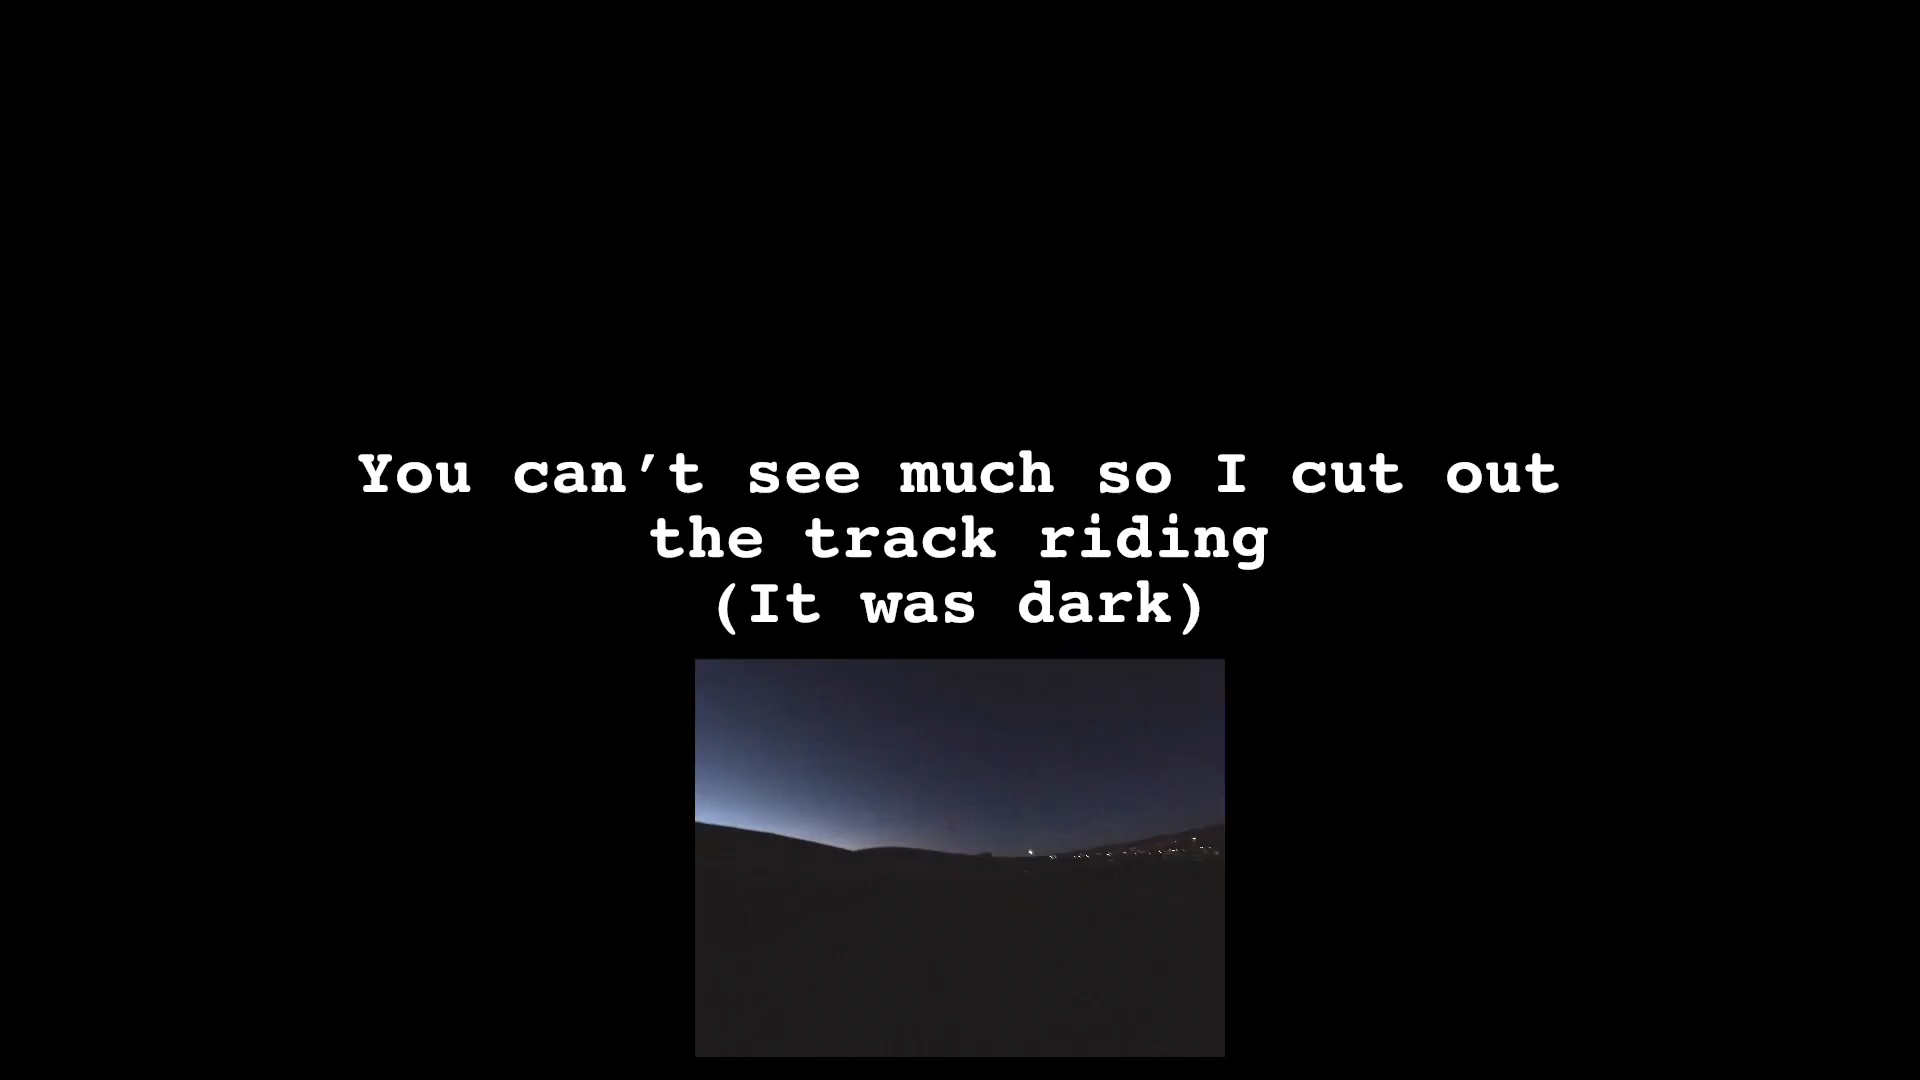 You can’t see much so I cut out
the track riding
(It was dark)